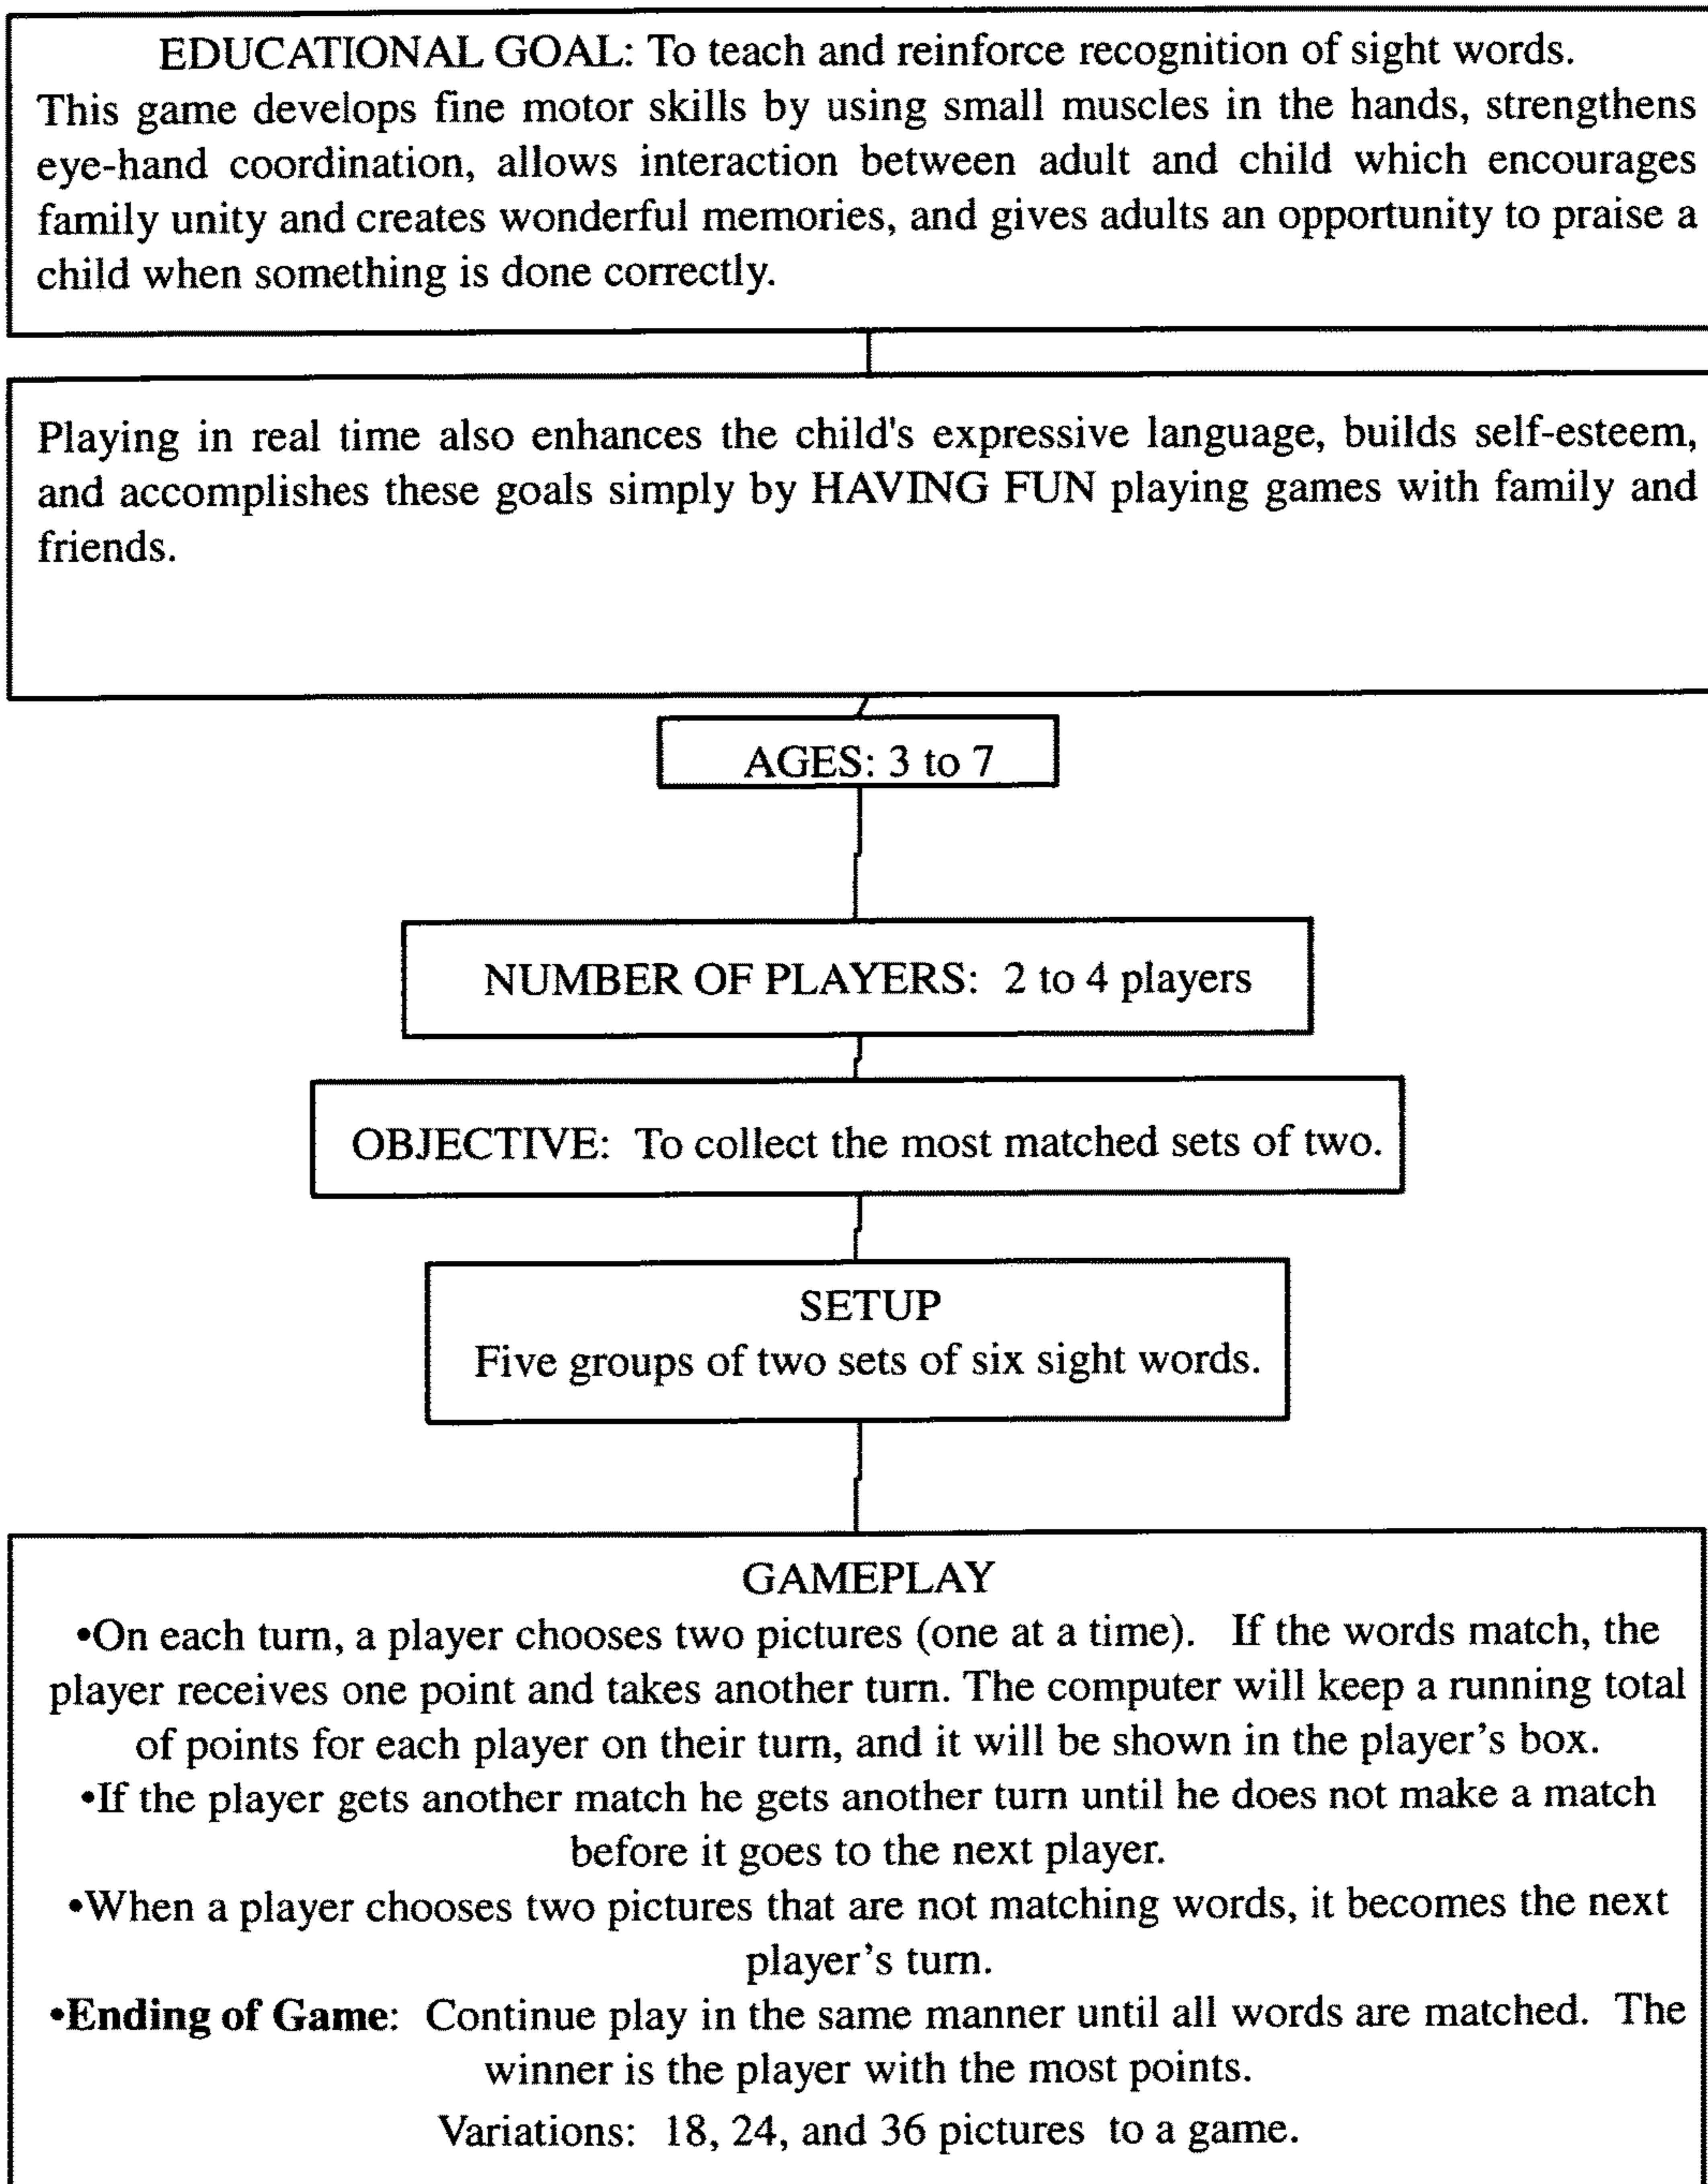 EDUCATIONAL GOAL: To teach and reinforce recognition of sight words.
This game develops fine motor skills by using small muscles in the hands, strengthens
eye-hand coordination, allows interaction between adult and child which encourages
family unity and creates wonderful memories, and gives adults an opportunity to praise a
child when something is done correctly.
Playing in real time also enhances the child's expressive language, builds self-esteem,
and accomplishes these goals simply by HAVING FUN playing games with family and
friends.
AGES: 3 to 7
NUMBER OF PLAYERS: 2 to 4 players
OBJECTIVE: To collect the most matched sets of two.
SETUP
Five groups of two sets of six sight words.
GAMEPLAY
•On each turn, a player chooses two pictures (one at a time). If the words match, the
player receives one point and takes another turn. The computer will keep a running total
of points for each player on their turn, and it will be shown in the player's box.
•If the player gets another match he gets another turn until he does not make a match
before it goes to the next player.
•When a player chooses two pictures that are not matching words, it becomes the next
player's turn.
•Ending of Game: Continue play in the same manner until all words are matched. The
winner is the player with the most points.
Variations: 18, 24, and 36 pictures to a game.